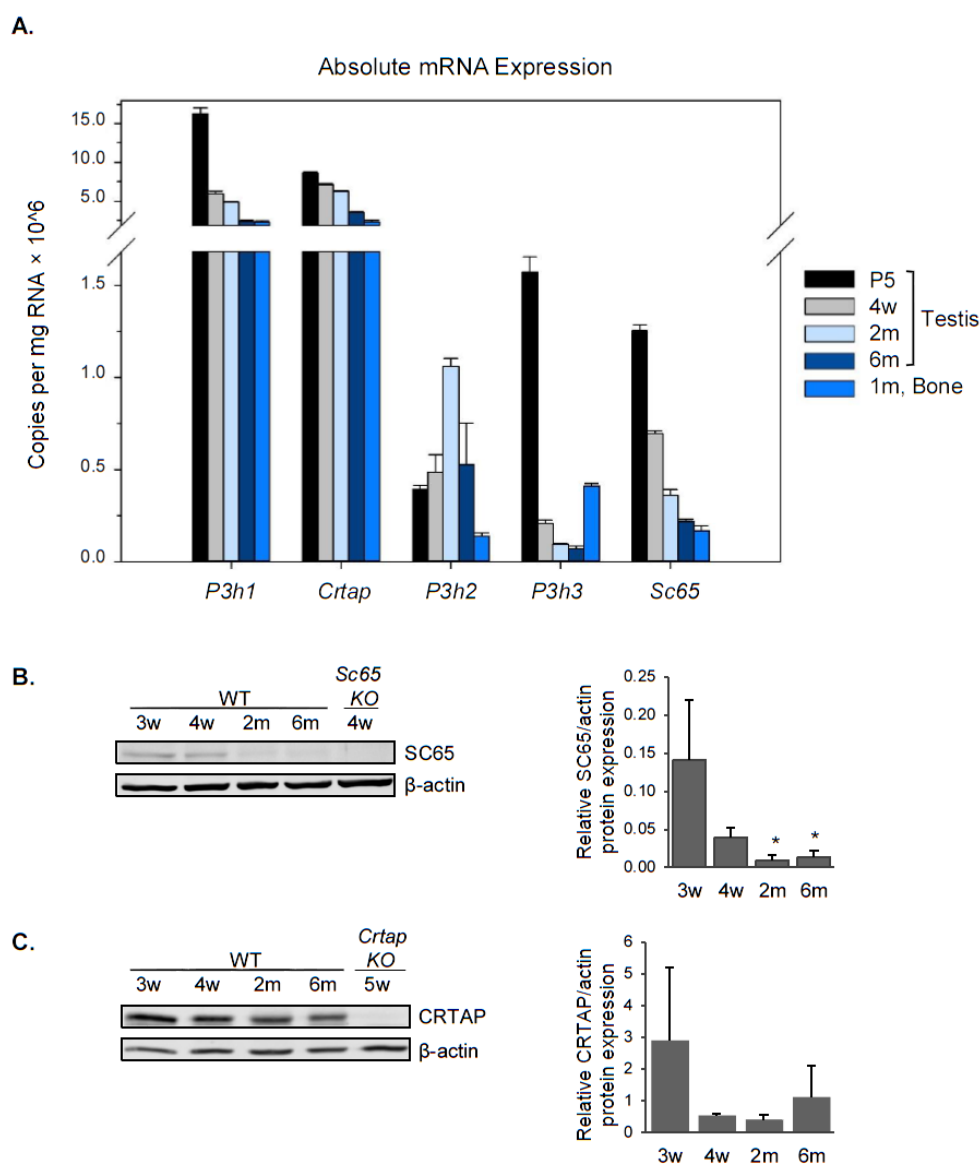 A.
Absolute mRNA Expression
Copies per mg RNA × 10^6
15.0
10.0
5.0
1.5
1.0
0.5
0.0
P3h1 Crtap P3h2 P3h3 Sc65
P5
4w
2m
6m
1m, Bone
Testis
B.
WT Sc65 KO
3w 4w 2m 6m 4w
SC65
β-actin
Relative SC65/actin
protein expression
0.25
0.20
0.15
0.10
0.05
0.00
* *
3w 4w 2m 6m
C.
WT Crtap KO
3w 4w 2m 6m 5w
CRTAP
β-actin
Relative CRTAP/actin
protein expression
6
5
4
3
2
1
0
3w 4w 2m 6m